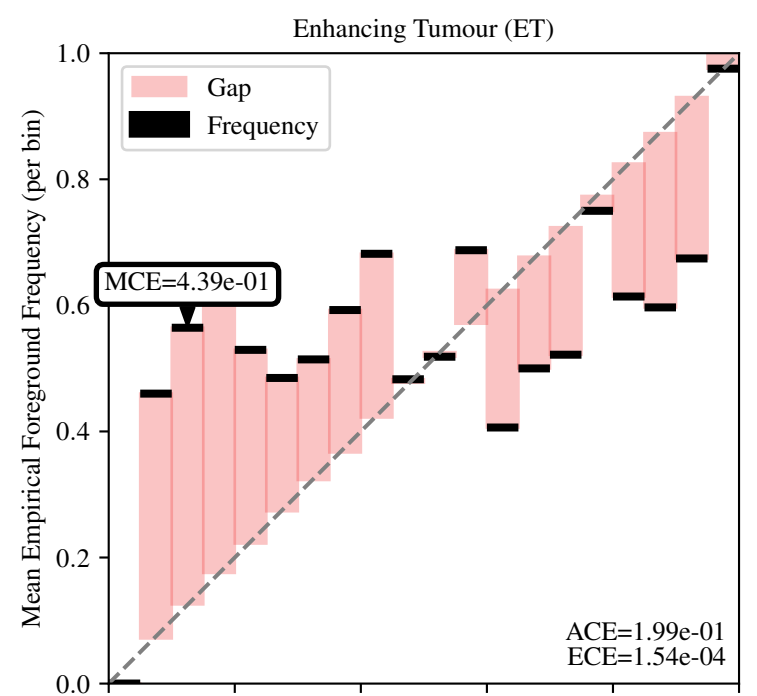 Enhancing Tumour (ET)
Mean Empirical Foreground Frequency (per bin)
1.0
0.8
0.6
0.4
0.2
0.0
Gap
Frequency
MCE=4.39e-01
ACE=1.99e-01
ECE=1.54e-04